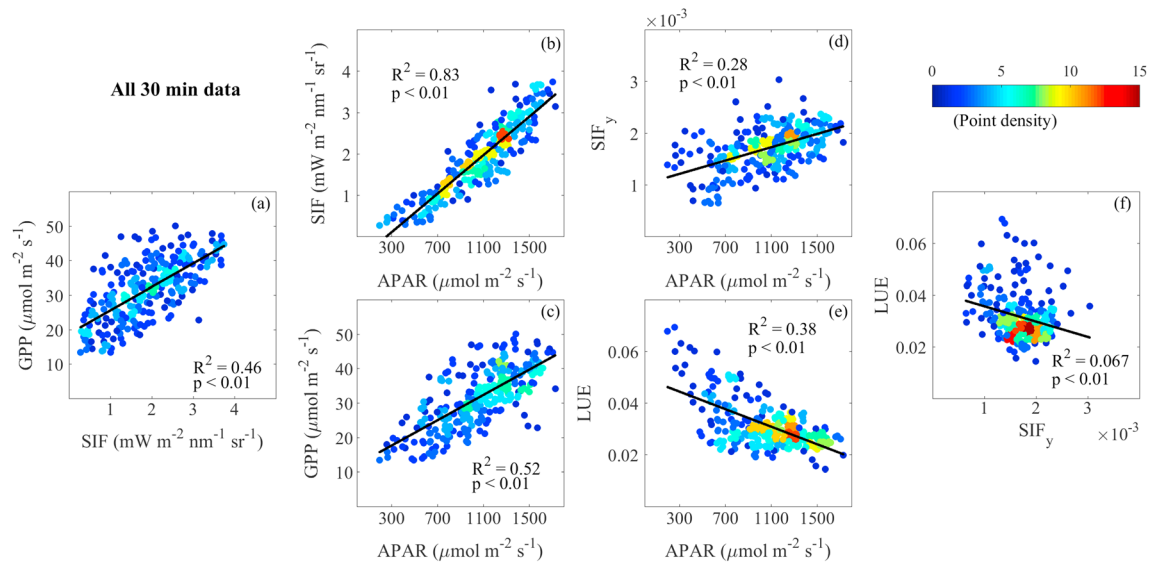 All 30 min data
(a)
R² = 0.46
p < 0.01
50
40
30
20
10
GPP (μmol m⁻² s⁻¹)
1 2 3 4
SIF (mW m⁻² nm⁻¹ sr⁻¹)
(b)
R² = 0.83
p < 0.01
4
3
2
1
SIF (mW m⁻² nm⁻¹ sr⁻¹)
300 700 1100 1500
APAR (μmol m⁻² s⁻¹)
(c)
R² = 0.52
p < 0.01
50
40
30
20
10
GPP (μmol m⁻² s⁻¹)
300 700 1100 1500
APAR (μmol m⁻² s⁻¹)
×10⁻³
(d)
R² = 0.28
p < 0.01
4
3
2
1
SIFy
300 700 1100 1500
APAR (μmol m⁻² s⁻¹)
(e)
R² = 0.38
p < 0.01
0.06
0.04
0.02
LUE
300 700 1100 1500
APAR (μmol m⁻² s⁻¹)
0 5 10 15
(Point density)
(f)
R² = 0.067
p < 0.01
0.06
0.04
0.02
LUE
1 2 3
SIFy ×10⁻³